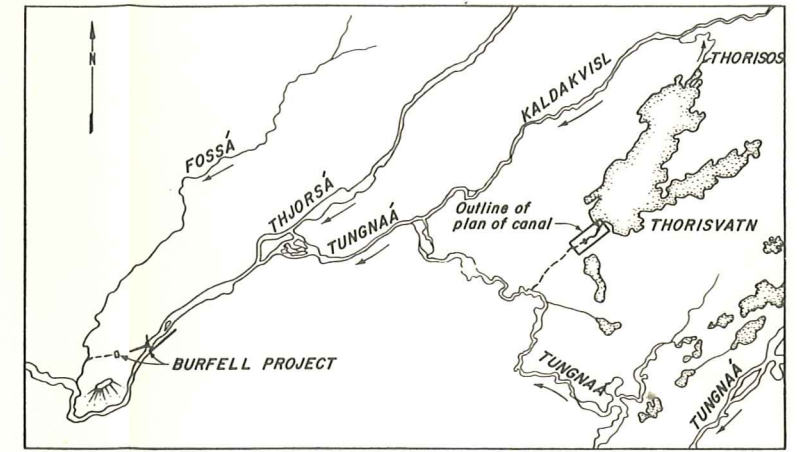 N
THORISOS
KALDAKVISL
FOSSÁ
THJORSÁ
Outline of
plan of canal
TUNGNAÁ
THORISVATN
BURFELL PROJECT
TUNGNAÁ
TUNGNAÁ